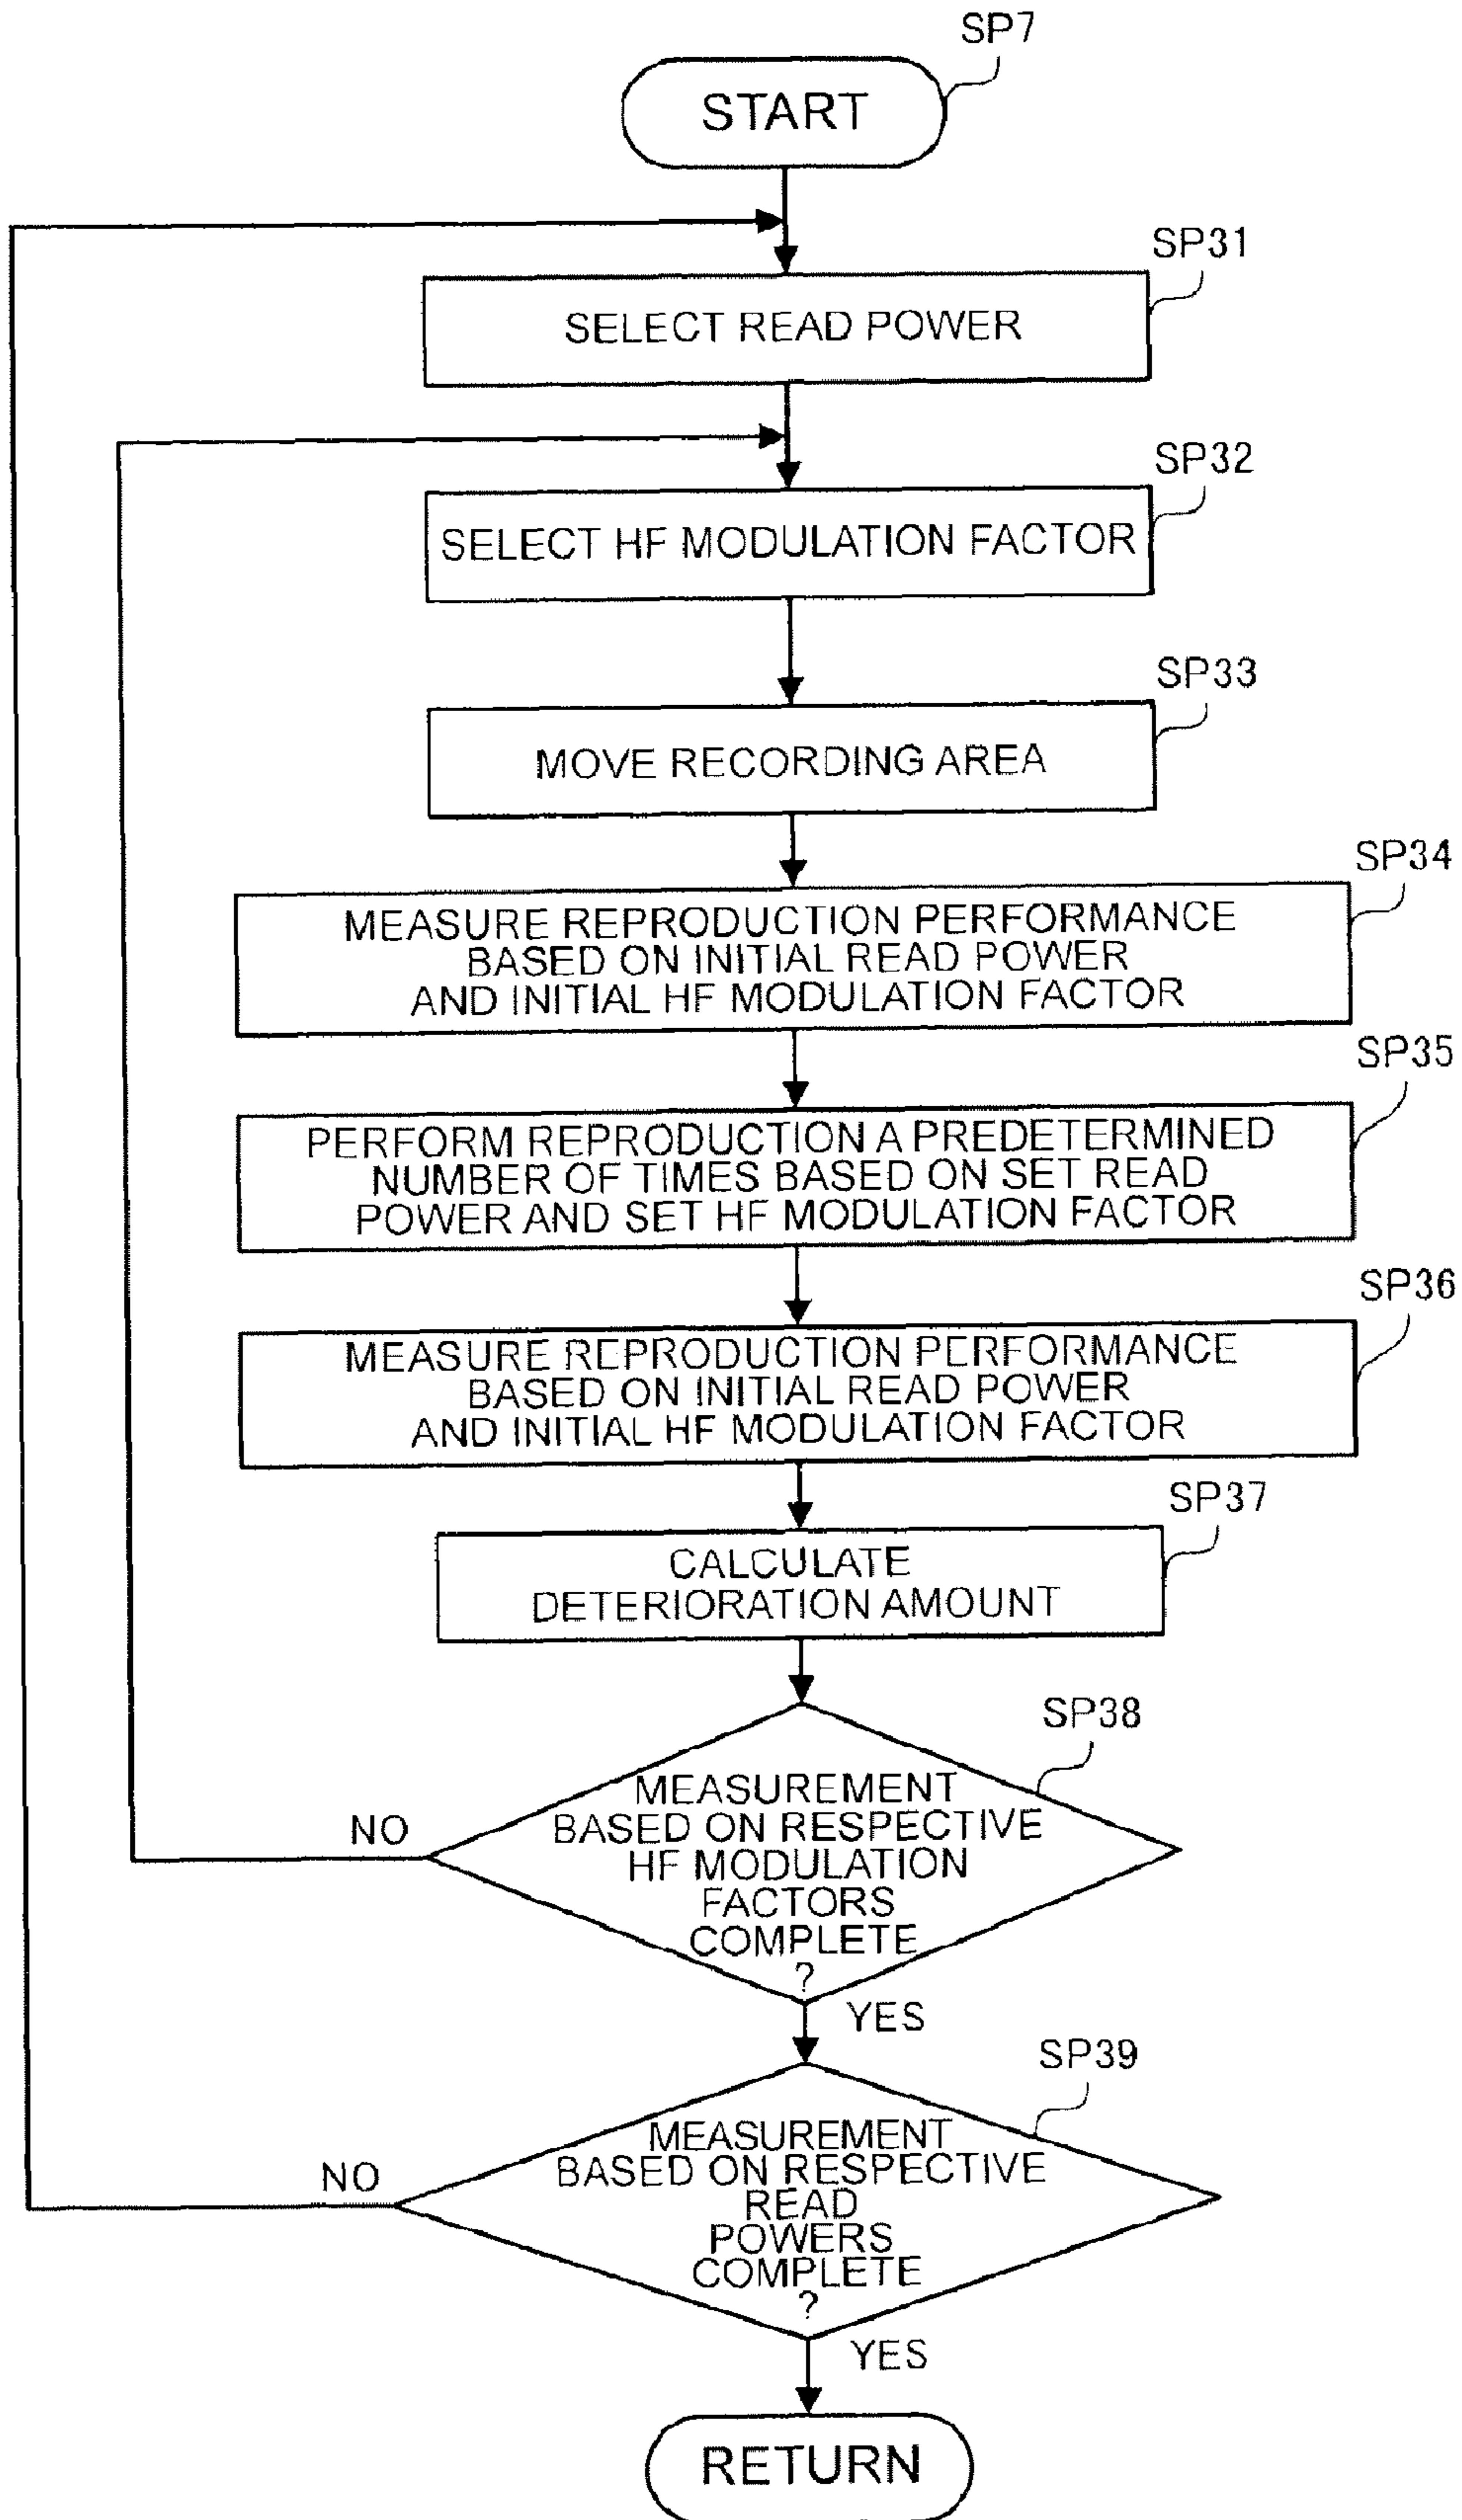 SP7
START
SP31
SELECT READ POWER
SP32
SELECT HF MODULATION FACTOR
SP33
MOVE RECORDING AREA
SP34
MEASURE REPRODUCTION PERFORMANCE
BASED ON INITIAL READ POWER
AND INITIAL HF MODULATION FACTOR
SP35
PERFORM REPRODUCTION A PREDETERMINED
NUMBER OF TIMES BASED ON SET READ
POWER AND SET HF MODULATION FACTOR
SP36
MEASURE REPRODUCTION PERFORMANCE
BASED ON INITIAL READ POWER
AND INITIAL HF MODULATION FACTOR
SP37
CALCULATE
DETERIORATION AMOUNT
SP38
MEASUREMENT
BASED ON RESPECTIVE
HF MODULATION
FACTORS
COMPLETE
?
NO
YES
SP39
MEASUREMENT
BASED ON RESPECTIVE
READ
POWERS
COMPLETE
?
NO
YES
RETURN